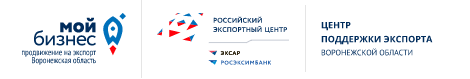 МОЙ
бизнес
продвижение на экспорт
Воронежская область
РОССИЙСКИЙ
ЭКСПОРТНЫЙ ЦЕНТР
ЭКСАР
РОСЭКСИМБАНК
ЦЕНТР
ПОДДЕРЖКИ ЭКСПОРТА
ВОРОНЕЖСКОЙ ОБЛАСТИ